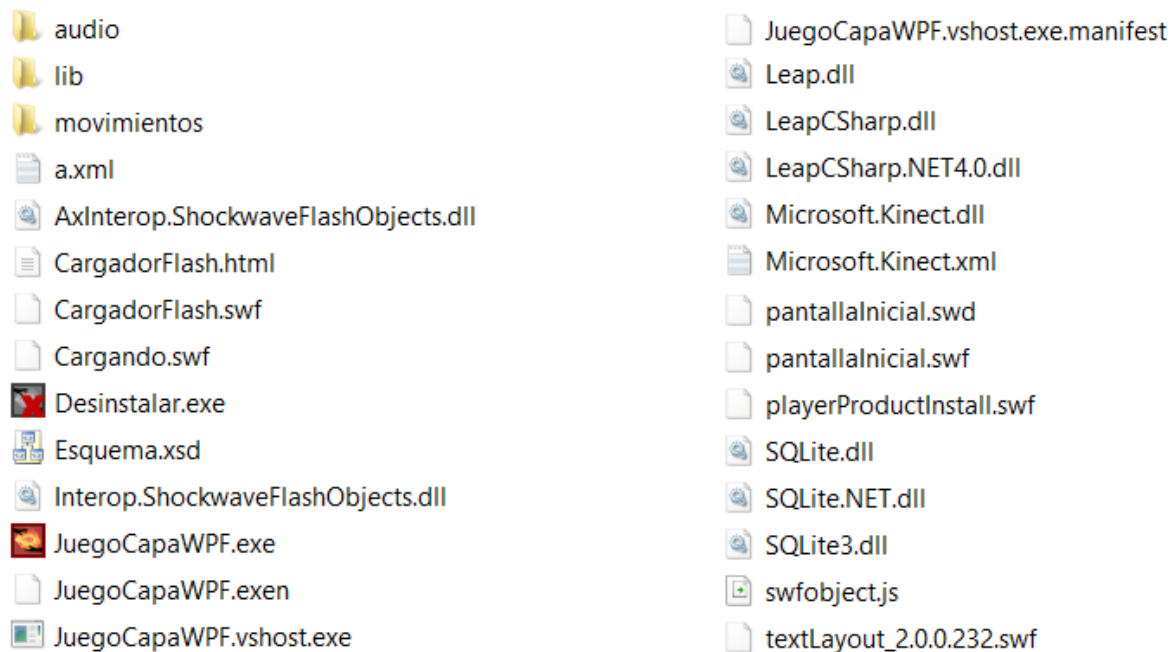 audio
lib
movimientos
a.xml
AxInterop.ShockwaveFlashObjects.dll
CargadorFlash.html
CargadorFlash.swf
Cargando.swf
Desinstalar.exe
Esquema.xsd
Interop.ShockwaveFlashObjects.dll
JuegoCapaWPF.exe
JuegoCapaWPF.exen
JuegoCapaWPF.vshost.exe
JuegoCapaWPF.vshost.exe.manifest
Leap.dll
LeapCSharp.dll
LeapCSharp.NET4.0.dll
Microsoft.Kinect.dll
Microsoft.Kinect.xml
pantallaInicial.swd
pantallaInicial.swf
playerProductInstall.swf
SQLite.dll
SQLite.NET.dll
SQLite3.dll
swfobject.js
textLayout_2.0.0.232.swf